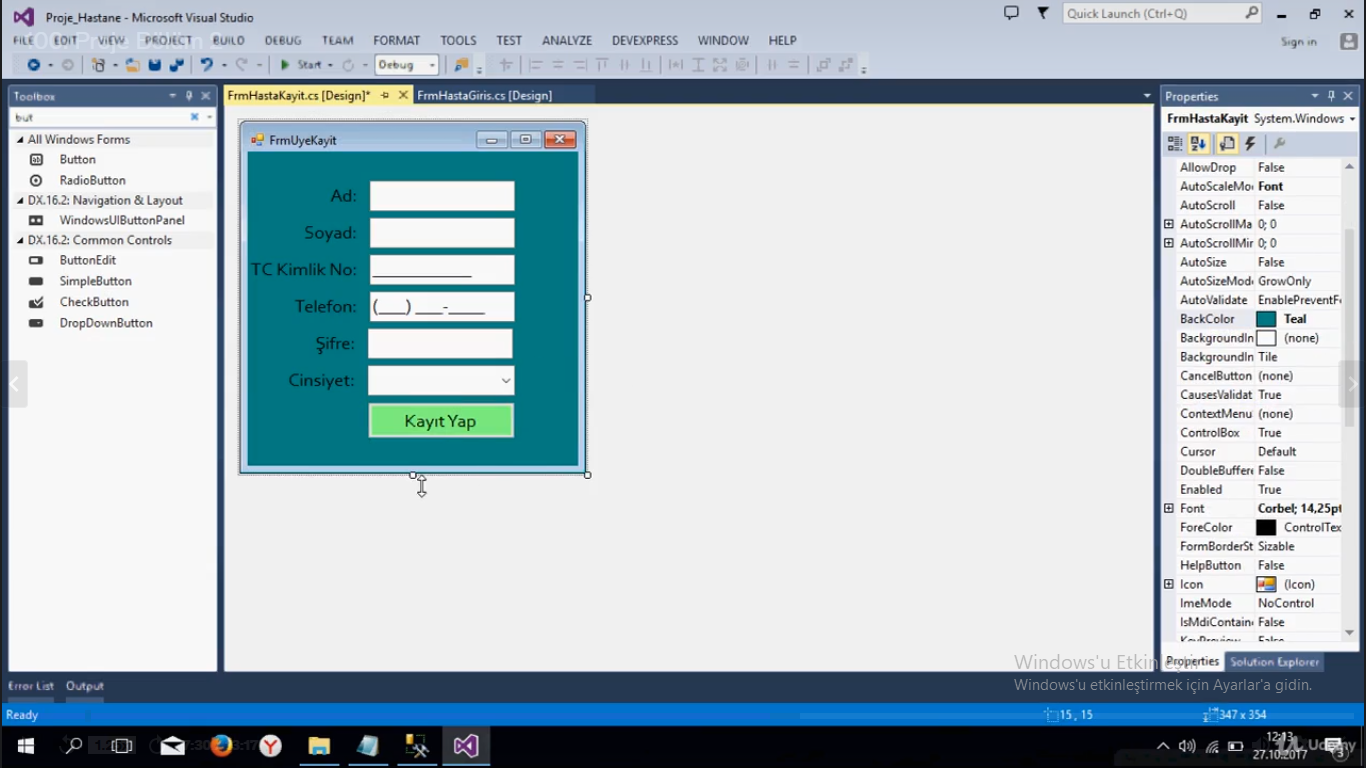 Proje_Hastane - Microsoft Visual Studio
Quick Launch (Ctrl+Q)
FILE EDIT VIEW PROJECT BUILD DEBUG TEAM FORMAT TOOLS TEST ANALYZE DEVEXPRESS WINDOW HELP
Sign in
Start
Debug
Toolbox
but
All Windows Forms
Button
RadioButton
DX.16.2: Navigation & Layout
WindowsUIButtonPanel
DX.16.2: Common Controls
ButtonEdit
SimpleButton
CheckButton
DropDownButton
FrmHastaKayit.cs [Design]*
FrmHastaGiris.cs [Design]
FrmUyeKayit
Ad:
Soyad:
TC Kimlik No: ___________
Telefon: (___) ___-____
Şifre:
Cinsiyet:
Kayıt Yap
Properties
FrmHastaKayit System.Windows
AllowDrop False
AutoScaleMo Font
AutoScroll False
AutoScrollMa 0; 0
AutoScrollMir 0; 0
AutoSize False
AutoSizeMod GrowOnly
AutoValidate EnablePreventF
BackColor Teal
BackgroundIn (none)
BackgroundIn Tile
CancelButton (none)
CausesValidat True
ContextMenu (none)
ControlBox True
Cursor Default
DoubleBuffere False
Enabled True
Font Corbel; 14,25pt
ForeColor ControlTex
FormBorderSt Sizable
HelpButton False
Icon (Icon)
ImeMode NoControl
IsMdiContain False
KeyPreview False
Properties Solution Explorer
Windows'u Etkinleştir
Windows'u etkinleştirmek için Ayarlar'a gidin.
Error List Output
Ready
15 , 15
347 x 354
12:13
27.10.2017
Udemy
3